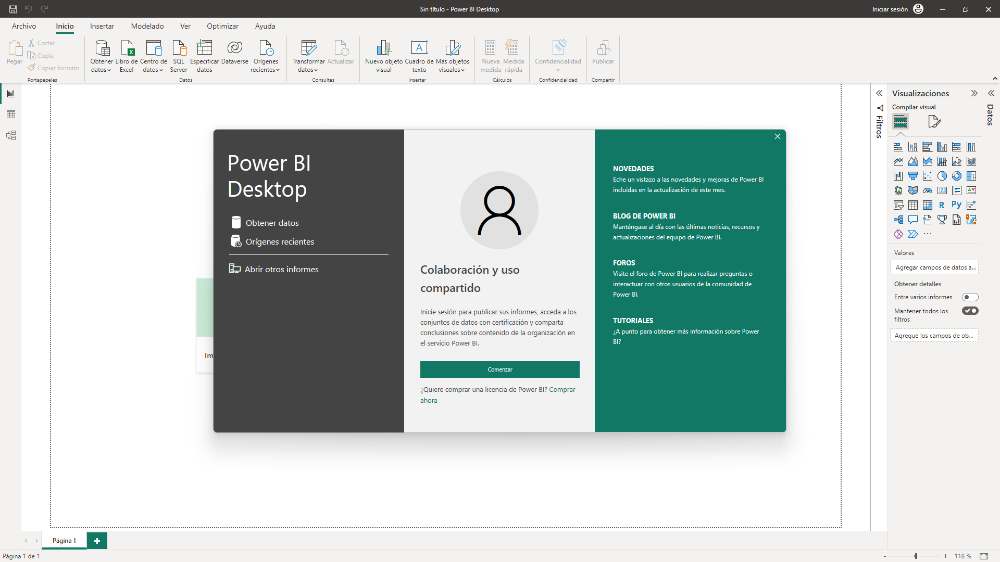 Sin título - Power BI Desktop
Iniciar sesión
Archivo
Inicio
Insertar
Modelado
Ver
Optimizar
Ayuda
Pegar
Cortar
Copia
Copiar formato
Portapapeles
Obtener
datos
Libro de
Excel
Centro de
datos
SQL
Server
Especificar
datos
Dataverse
Orígenes
recientes
Datos
Transformar
datos
Actualizar
Consultas
Nuevo objeto
visual
A
Cuadro de
texto
Más objetos
visuales
Insertar
Nueva
medida
Medida
rápida
Cálculos
Confidencialidad
Confidencialidad
Publicar
Compartir
Power BI
Desktop
Obtener datos
Orígenes recientes
Abrir otros informes
Im
Colaboración y uso
compartido
Inicie sesión para publicar sus informes, acceda a los
conjuntos de datos con certificación y comparta
conclusiones sobre contenido de la organización en
el servicio Power BI.
Comenzar
¿Quiere comprar una licencia de Power BI? Comprar
ahora
NOVEDADES
Eche un vistazo a las novedades y mejoras de Power BI
incluidas en la actualización de este mes.
BLOG DE POWER BI
Manténgase al día con las últimas noticias, recursos y
actualizaciones del equipo de Power BI.
FOROS
Visite el foro de Power BI para realizar preguntas o
interactuar con otros usuarios de la comunidad de
Power BI.
TUTORIALES
¿A punto para obtener más información sobre Power
BI?
Filtros
Visualizaciones
Compilar visual
123
R
Py
Valores
Agregar campos de datos a...
Obtener detalles
Entre varios informes
Mantener todos los
filtros
Agregue los campos de ob...
Datos
Página 1
Página 1 de 1
- + 118 %